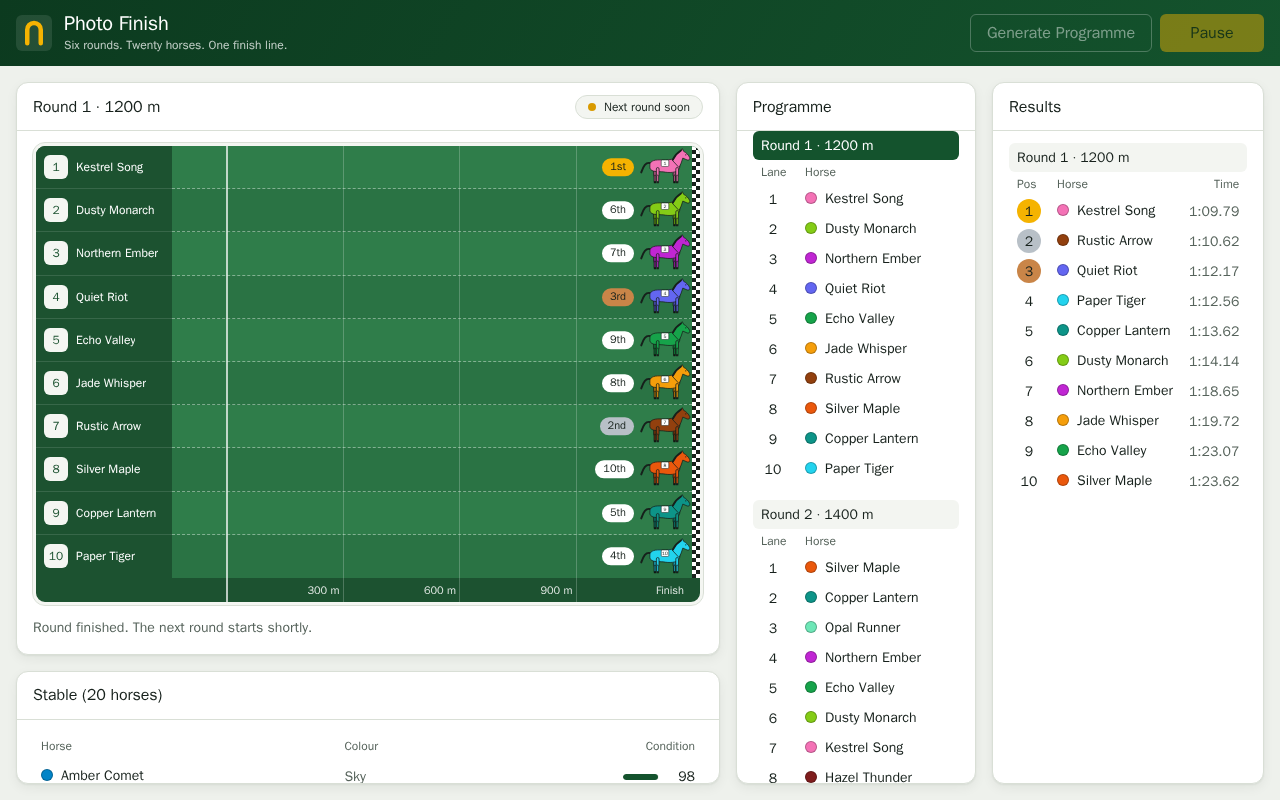 Photo Finish
Six rounds. Twenty horses. One finish line.
Generate Programme
Pause
Round 1 · 1200 m
Next round soon
1 Kestrel Song 1st
2 Dusty Monarch 6th
3 Northern Ember 7th
4 Quiet Riot 3rd
5 Echo Valley 9th
6 Jade Whisper 8th
7 Rustic Arrow 2nd
8 Silver Maple 10th
9 Copper Lantern 5th
10 Paper Tiger 4th
300 m 600 m 900 m Finish
Round finished. The next round starts shortly.
Stable (20 horses)
Horse Colour Condition
Amber Comet Sky 98
Programme
Round 1 · 1200 m
Lane Horse
1 Kestrel Song
2 Dusty Monarch
3 Northern Ember
4 Quiet Riot
5 Echo Valley
6 Jade Whisper
7 Rustic Arrow
8 Silver Maple
9 Copper Lantern
10 Paper Tiger
Round 2 · 1400 m
Lane Horse
1 Silver Maple
2 Copper Lantern
3 Opal Runner
4 Northern Ember
5 Echo Valley
6 Dusty Monarch
7 Kestrel Song
8 Hazel Thunder
Results
Round 1 · 1200 m
Pos Horse Time
1 Kestrel Song 1:09.79
2 Rustic Arrow 1:10.62
3 Quiet Riot 1:12.17
4 Paper Tiger 1:12.56
5 Copper Lantern 1:13.62
6 Dusty Monarch 1:14.14
7 Northern Ember 1:18.65
8 Jade Whisper 1:19.72
9 Echo Valley 1:23.07
10 Silver Maple 1:23.62